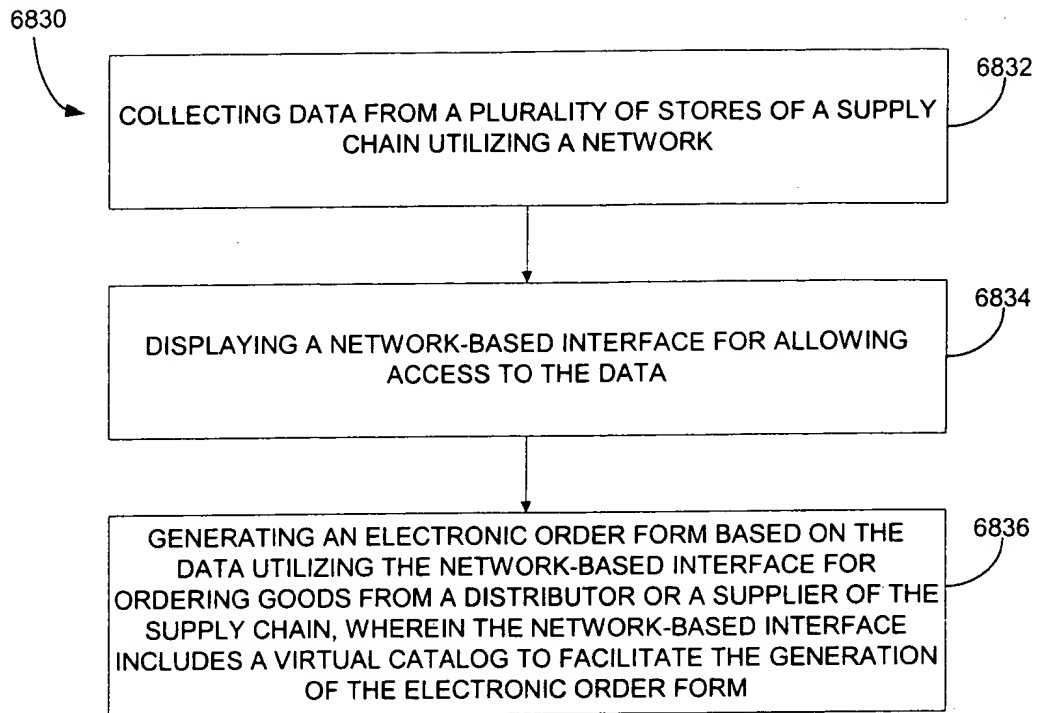 6830
6832
COLLECTING DATA FROM A PLURALITY OF STORES OF A SUPPLY
CHAIN UTILIZING A NETWORK
6834
DISPLAYING A NETWORK-BASED INTERFACE FOR ALLOWING
ACCESS TO THE DATA
6836
GENERATING AN ELECTRONIC ORDER FORM BASED ON THE
DATA UTILIZING THE NETWORK-BASED INTERFACE FOR
ORDERING GOODS FROM A DISTRIBUTOR OR A SUPPLIER OF THE
SUPPLY CHAIN, WHEREIN THE NETWORK-BASED INTERFACE
INCLUDES A VIRTUAL CATALOG TO FACILITATE THE GENERATION
OF THE ELECTRONIC ORDER FORM